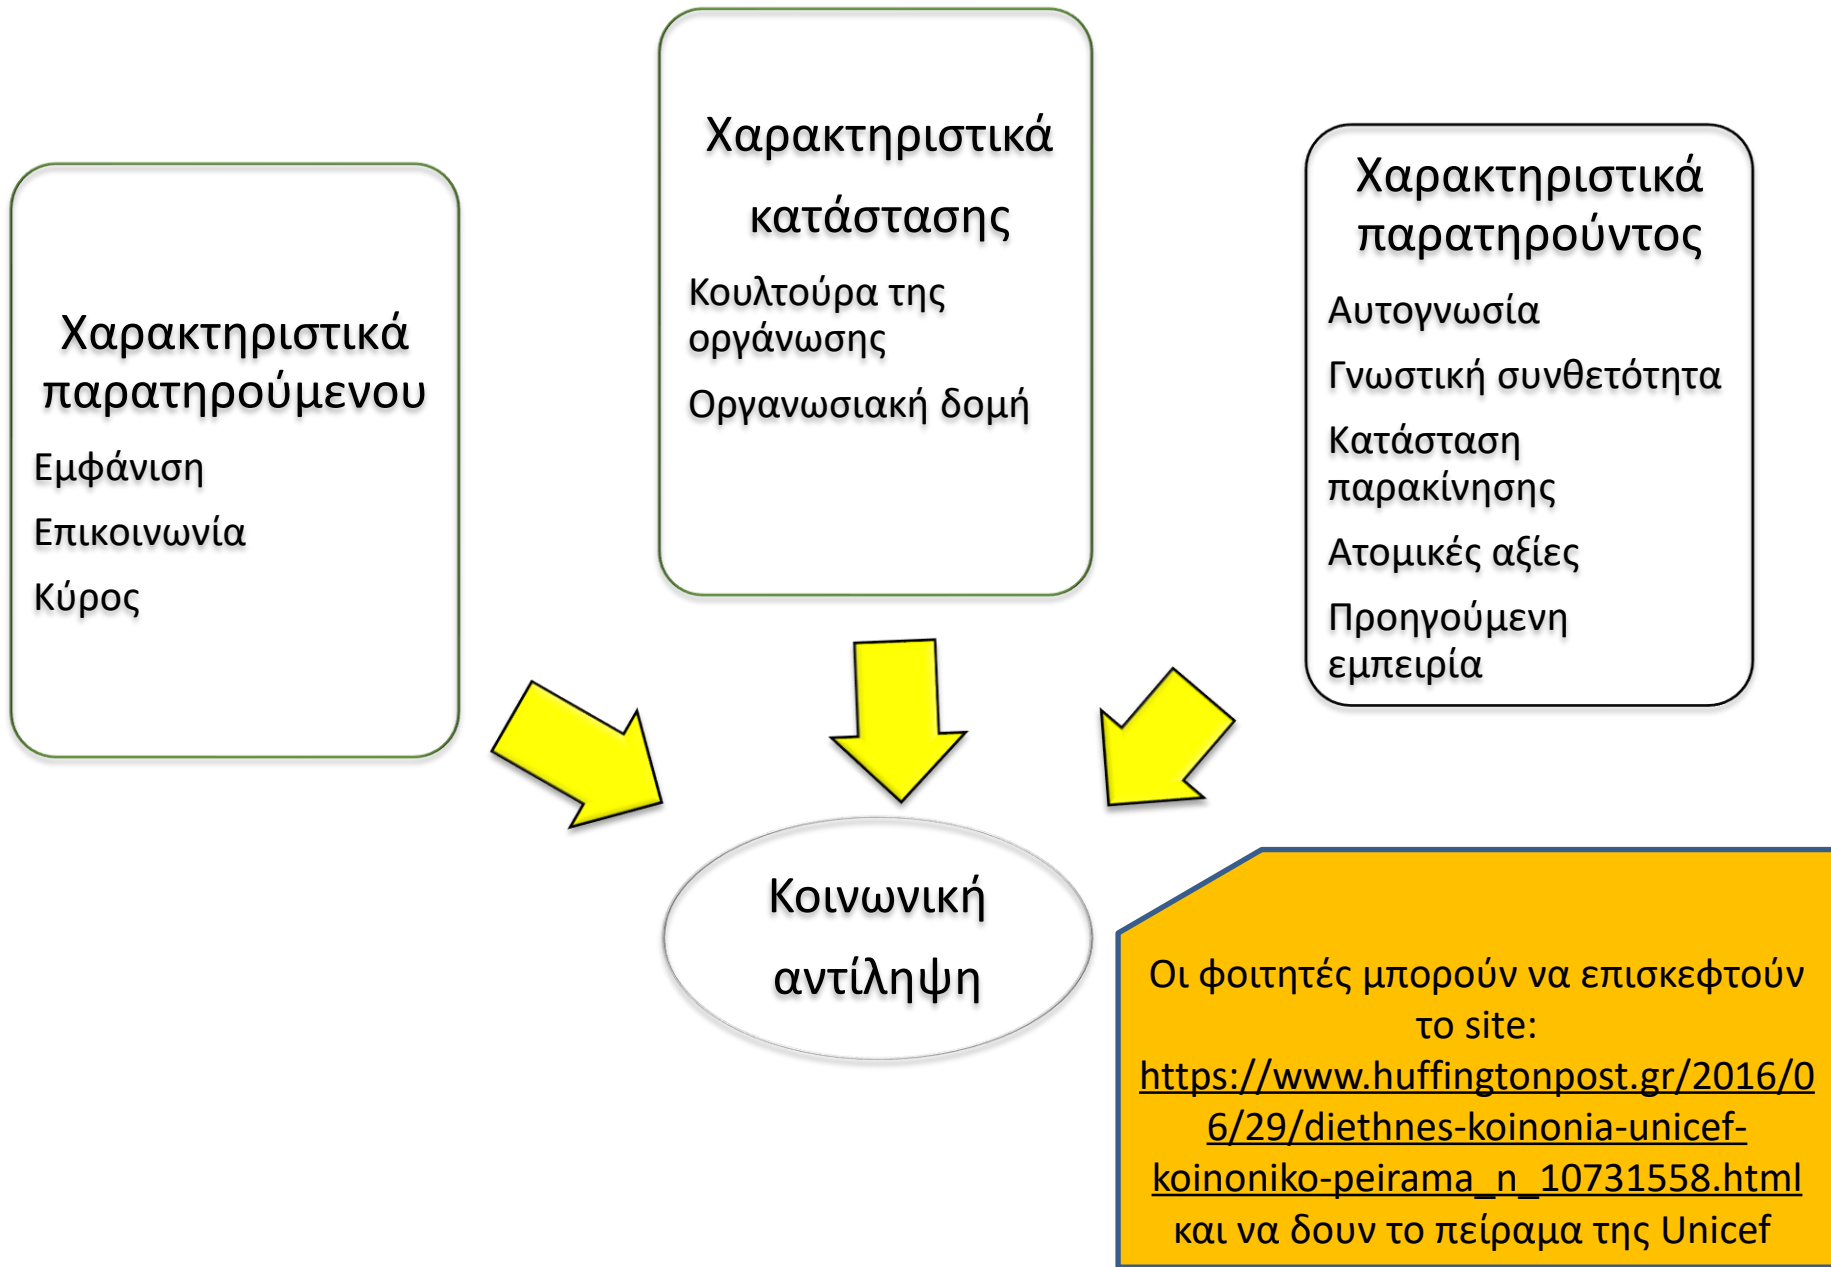 Χαρακτηριστικά
παρατηρούμενου
Εμφάνιση
Επικοινωνία
Κύρος
Χαρακτηριστικά
κατάστασης
Κουλτούρα της
οργάνωσης
Οργανωσιακή δομή
Χαρακτηριστικά
παρατηρούντος
Αυτογνωσία
Γνωστική συνθετότητα
Κατάσταση
παρακίνησης
Ατομικές αξίες
Προηγούμενη
εμπειρία
Κοινωνική
αντίληψη
Οι φοιτητές μπορούν να επισκεφτούν
το site:
https://www.huffingtonpost.gr/2016/0
6/29/diethnes-koinonia-unicef-
koinoniko-peirama_n_10731558.html
και να δουν το πείραμα της Unicef